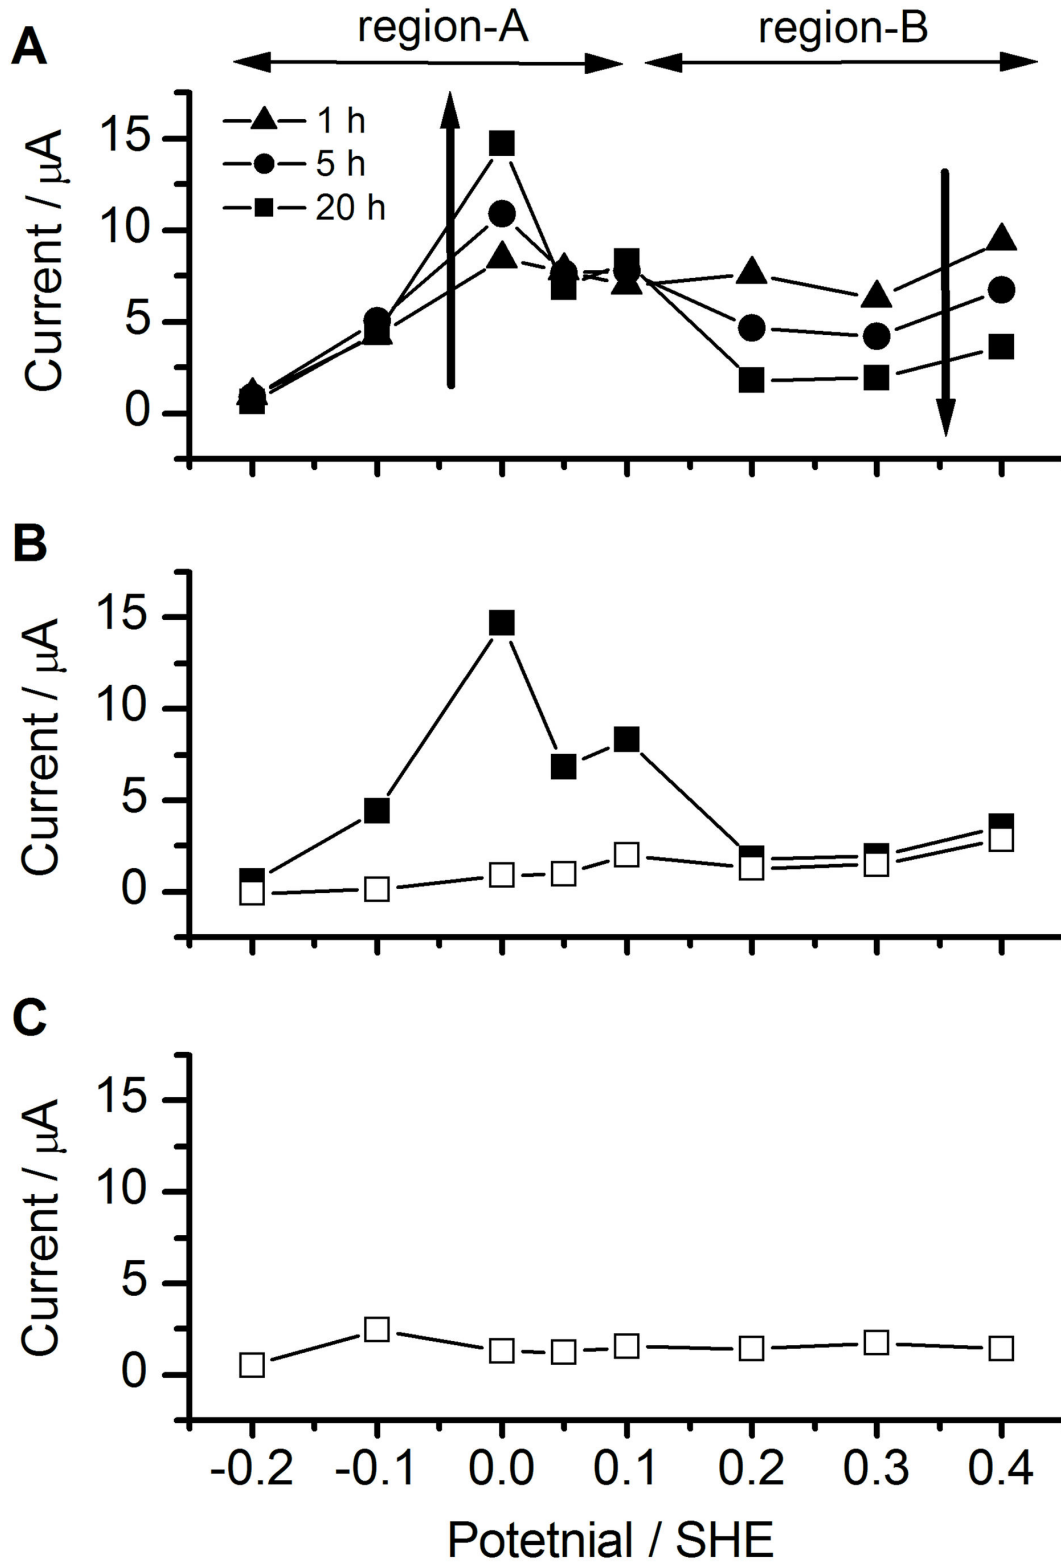 A
region-A
region-B
1 h
5 h
20 h
Current / μA
15
10
5
0
B
Current / μA
15
10
5
0
C
Current / μA
15
10
5
0
-0.2 -0.1 0.0 0.1 0.2 0.3 0.4
Potetnial / SHE